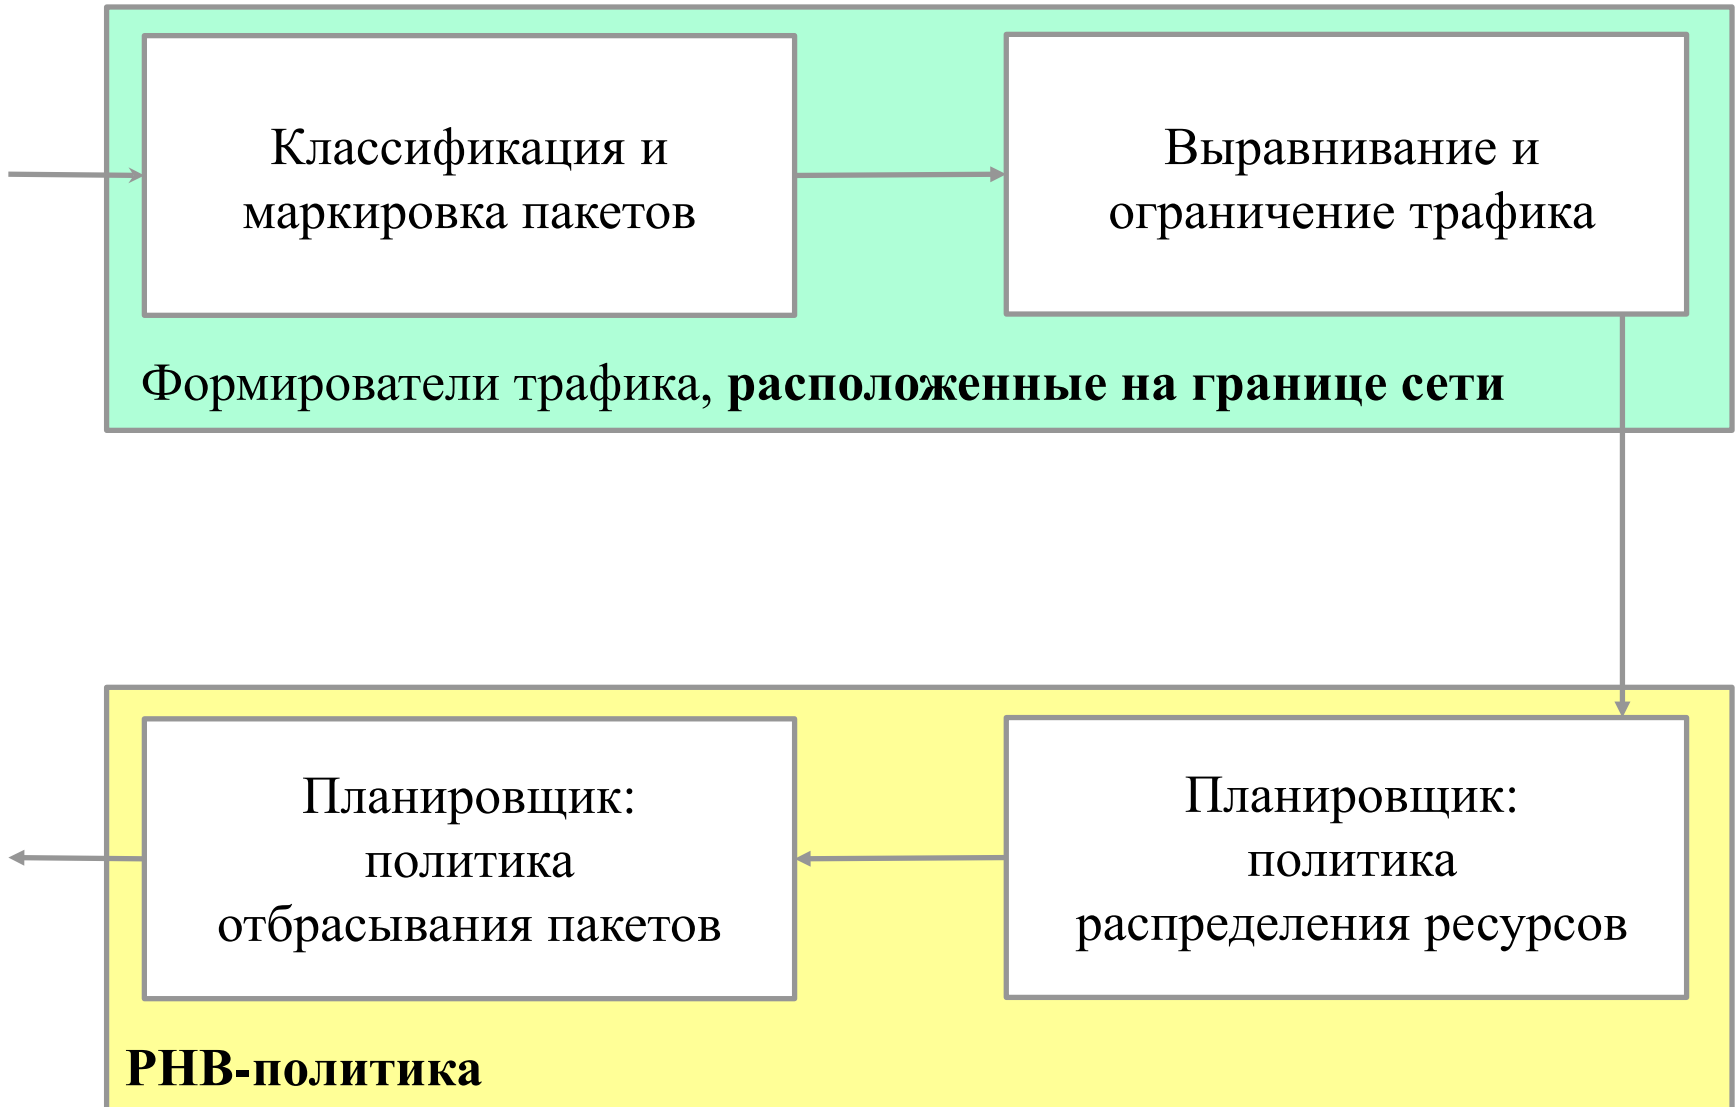 Классификация и
маркировка пакетов
Выравнивание и
ограничение трафика
Формирователи трафика, расположенные на границе сети
Планировщик:
политика
отбрасывания пакетов
Планировщик:
политика
распределения ресурсов
PHB-политика